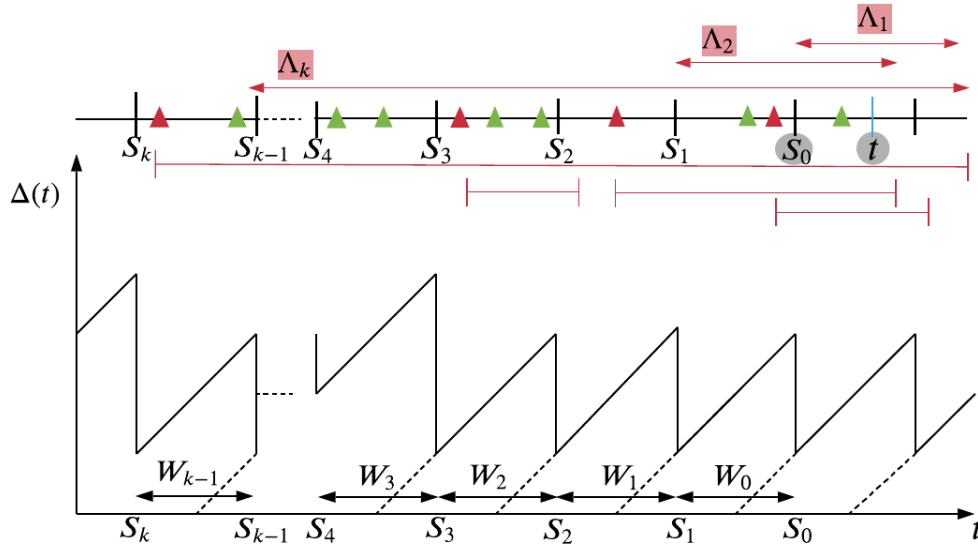 Λ₁
Λ₂
Λₖ
Sₖ Sₖ₋₁ S₄ S₃ S₂ S₁ S₀ t
Δ(t)
Wₖ₋₁ W₃ W₂ W₁ W₀
Sₖ Sₖ₋₁ S₄ S₃ S₂ S₁ S₀ t